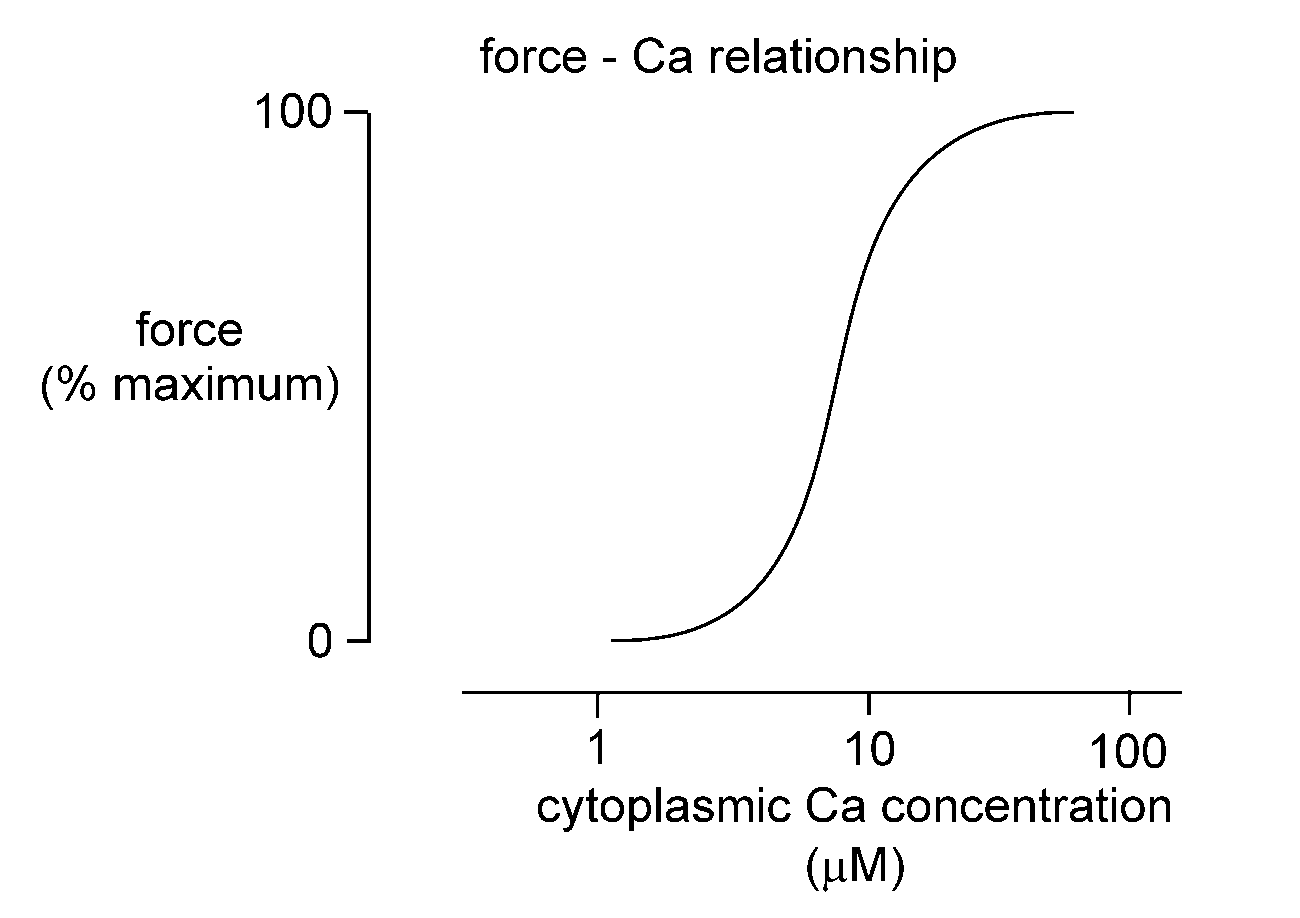 force - Ca relationship
100
force
(% maximum)
0
1
10
100
cytoplasmic Ca concentration
(μM)